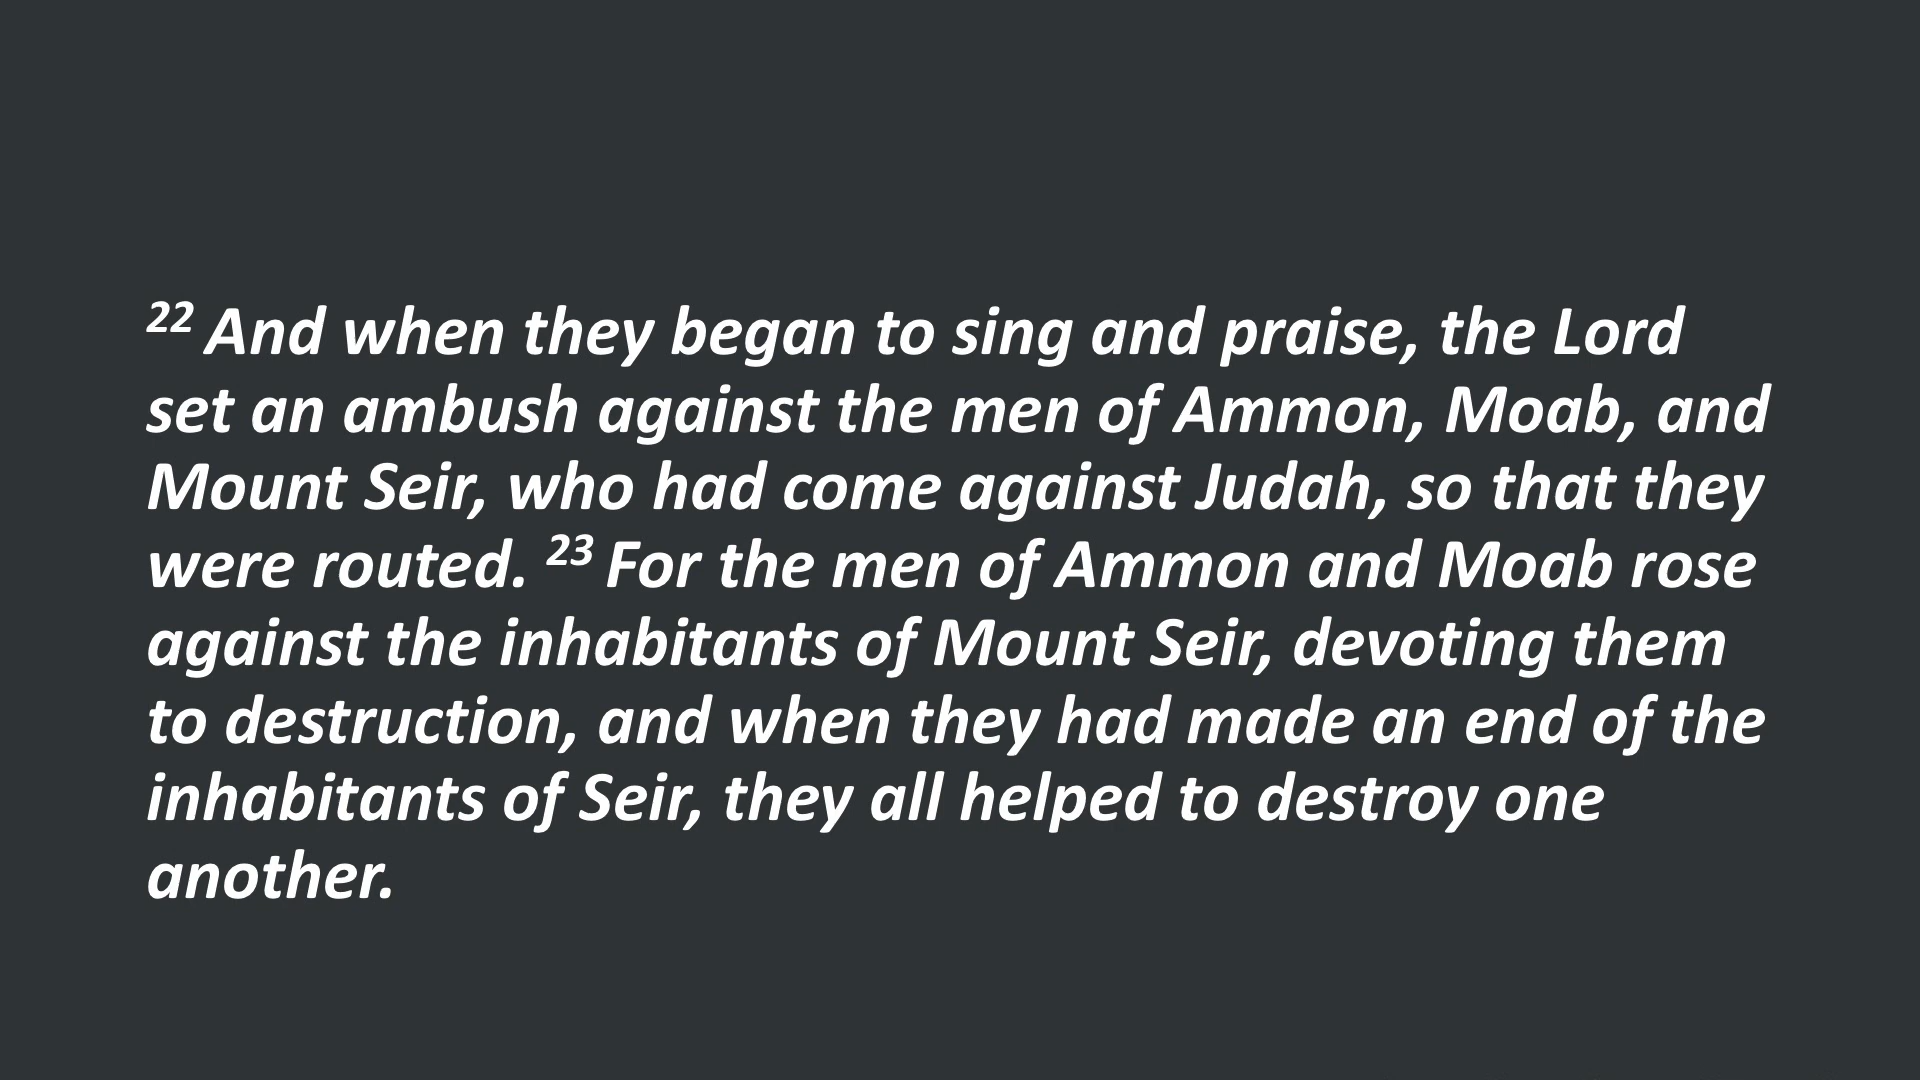 22 And when they began to sing and praise, the Lord
set an ambush against the men of Ammon, Moab, and
Mount Seir, who had come against Judah, so that they
were routed. 23 For the men of Ammon and Moab rose
against the inhabitants of Mount Seir, devoting them
to destruction, and when they had made an end of the
inhabitants of Seir, they all helped to destroy one
another.